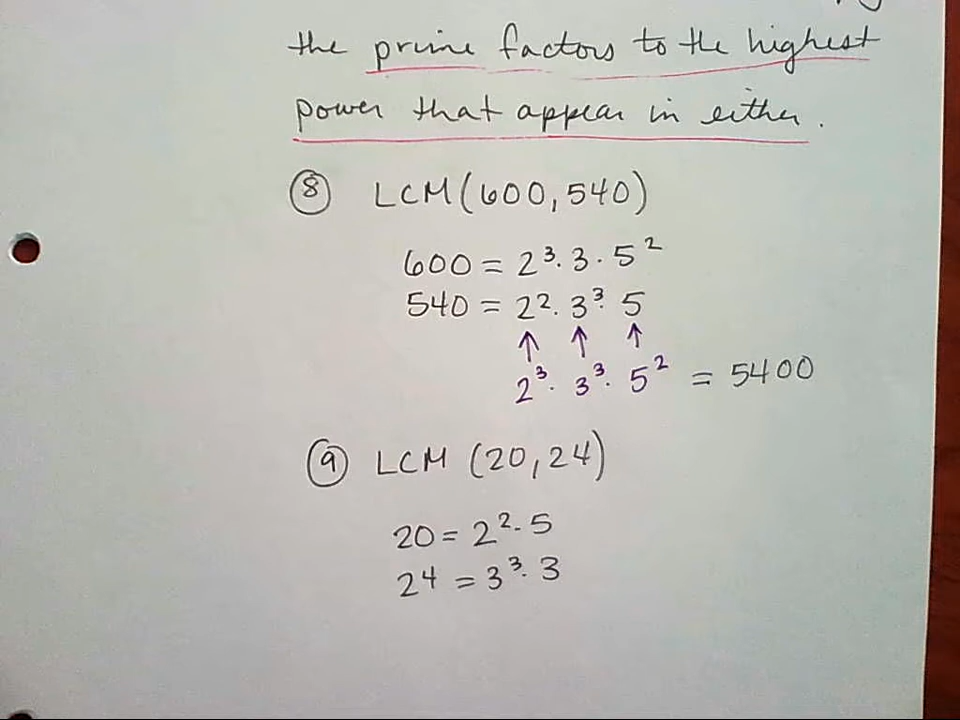 the prime factors to the highest
power that appear in either.
⑧ LCM(600,540)
600 = 2³·3·5²
540 = 2²·3³·5
↑ ↑ ↑
2³·3³·5² = 5400
⑨ LCM (20,24)
20 = 2²·5
24 = 3³·3